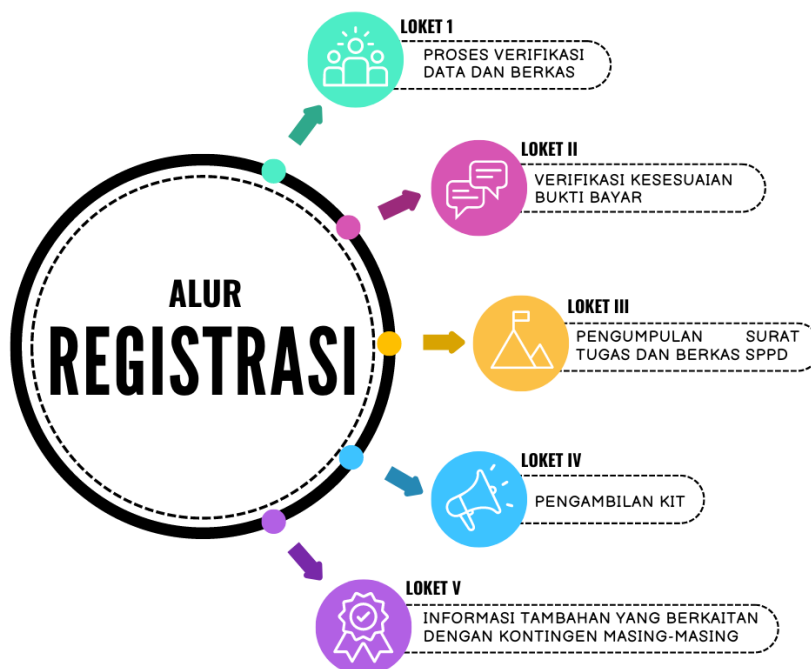 LOKET 1
PROSES VERIFIKASI
DATA DAN BERKAS
LOKET II
VERIFIKASI KESESUAIAN
BUKTI BAYAR
ALUR
REGISTRASI
LOKET III
PENGUMPULAN SURAT
TUGAS DAN BERKAS SPPD
LOKET IV
PENGAMBILAN KIT
LOKET V
INFORMASI TAMBAHAN YANG BERKAITAN
DENGAN KONTINGEN MASING-MASING